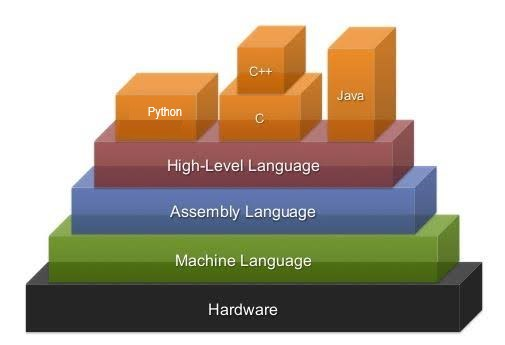 C++
Python
C
Java
High-Level Language
Assembly Language
Machine Language
Hardware